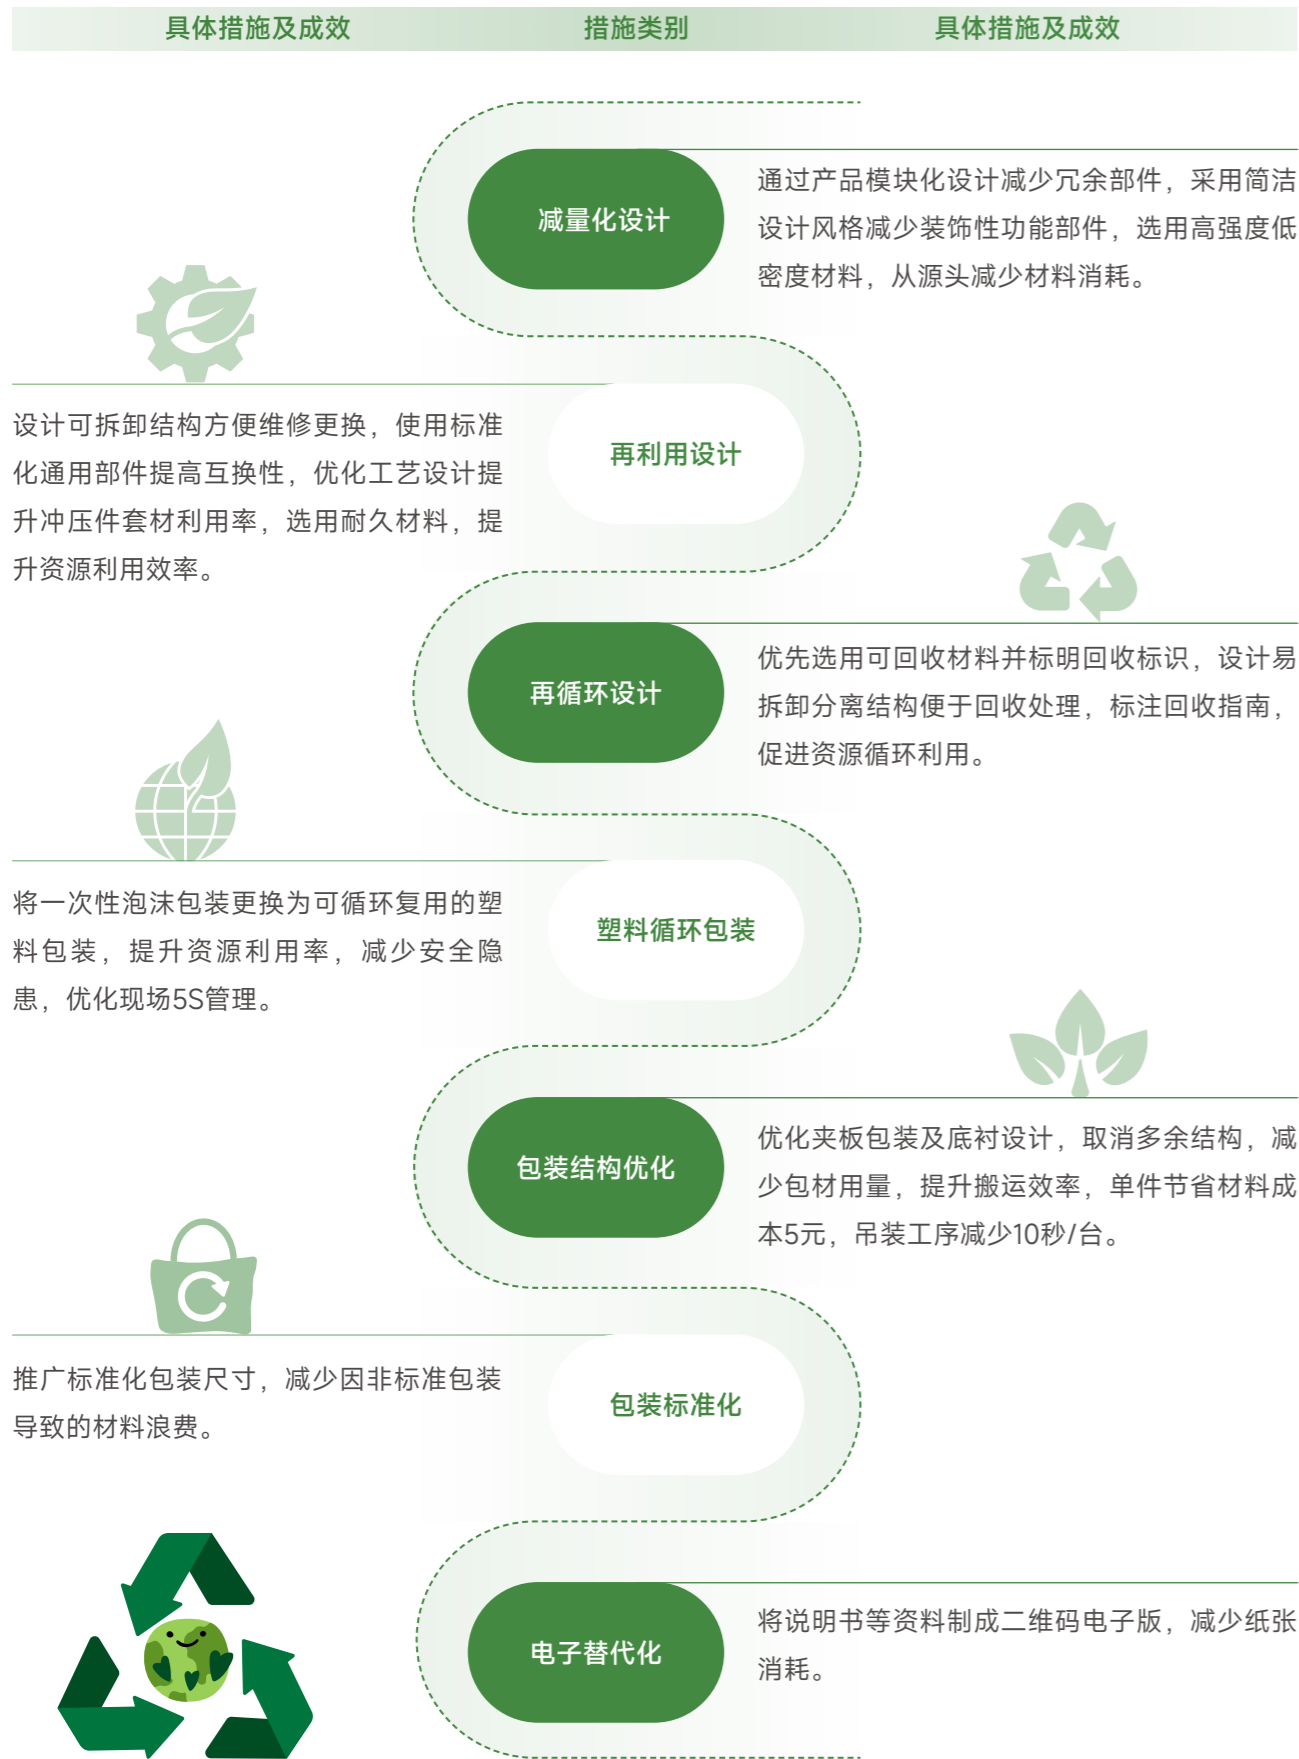 具体措施及成效 措施类别 具体措施及成效
减量化设计
通过产品模块化设计减少冗余部件，采用简洁
设计风格减少装饰性功能部件，选用高强度低
密度材料，从源头减少材料消耗。
再利用设计
设计可拆卸结构方便维修更换，使用标准
化通用部件提高互换性，优化工艺设计提
升冲压件套材利用率，选用耐久材料，提
升资源利用效率。
再循环设计
优先选用可回收材料并标明回收标识，设计易
拆卸分离结构便于回收处理，标注回收指南，
促进资源循环利用。
塑料循环包装
将一次性泡沫包装更换为可循环复用的塑
料包装，提升资源利用率，减少安全隐
患，优化现场5S管理。
包装结构优化
优化夹板包装及底衬设计，取消多余结构，减
少包材用量，提升搬运效率，单件节省材料成
本5元，吊装工序减少10秒/台。
包装标准化
推广标准化包装尺寸，减少因非标准包装
导致的材料浪费。
电子替代化
将说明书等资料制成二维码电子版，减少纸张
消耗。